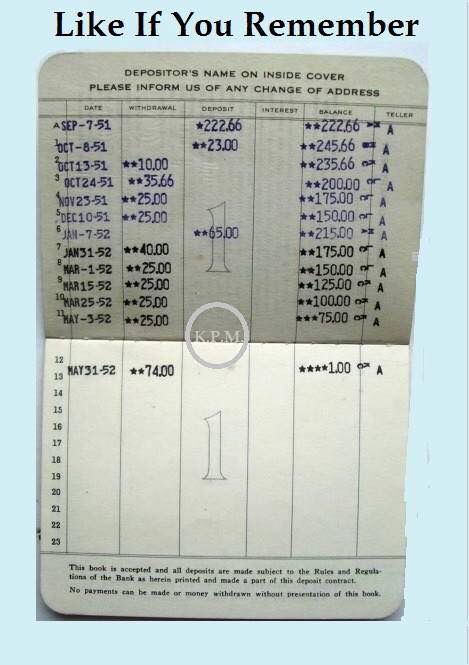 Like If You Remember
DEPOSITOR'S NAME ON INSIDE COVER
PLEASE INFORM US OF ANY CHANGE OF ADDRESS
DATE WITHDRAWAL DEPOSIT INTEREST BALANCE TELLER
A SEP-7-51 *222.66 **222.66 A
1 OCT-8-51 **23.00 **245.66 A
2 OCT13-51 **10.00 **235.66 A
3 OCT24-51 **35.66 **200.00 A
4 NOV23-51 **25.00 **175.00 A
5 DEC10-51 **25.00 **150.00 A
6 JAN-7-52 **65.00 **215.00 A
7 JAN31-52 **40.00 **175.00 A
8 MAR-1-52 **25.00 **150.00 A
9 MAR15-52 **25.00 **125.00 A
10 MAR25-52 **25.00 **100.00 A
11 MAY-3-52 **25.00 ***75.00 A
1
K.P.M.
12
13 MAY31-52 **74.00 ****1.00 A
14
15
16
1
17
18
19
20
21
22
23
This book is accepted and all deposits are made subject to the Rules and Regula-
tions of the Bank as herein printed and made a part of this deposit contract.
No payments can be made or money withdrawn without presentation of this book.